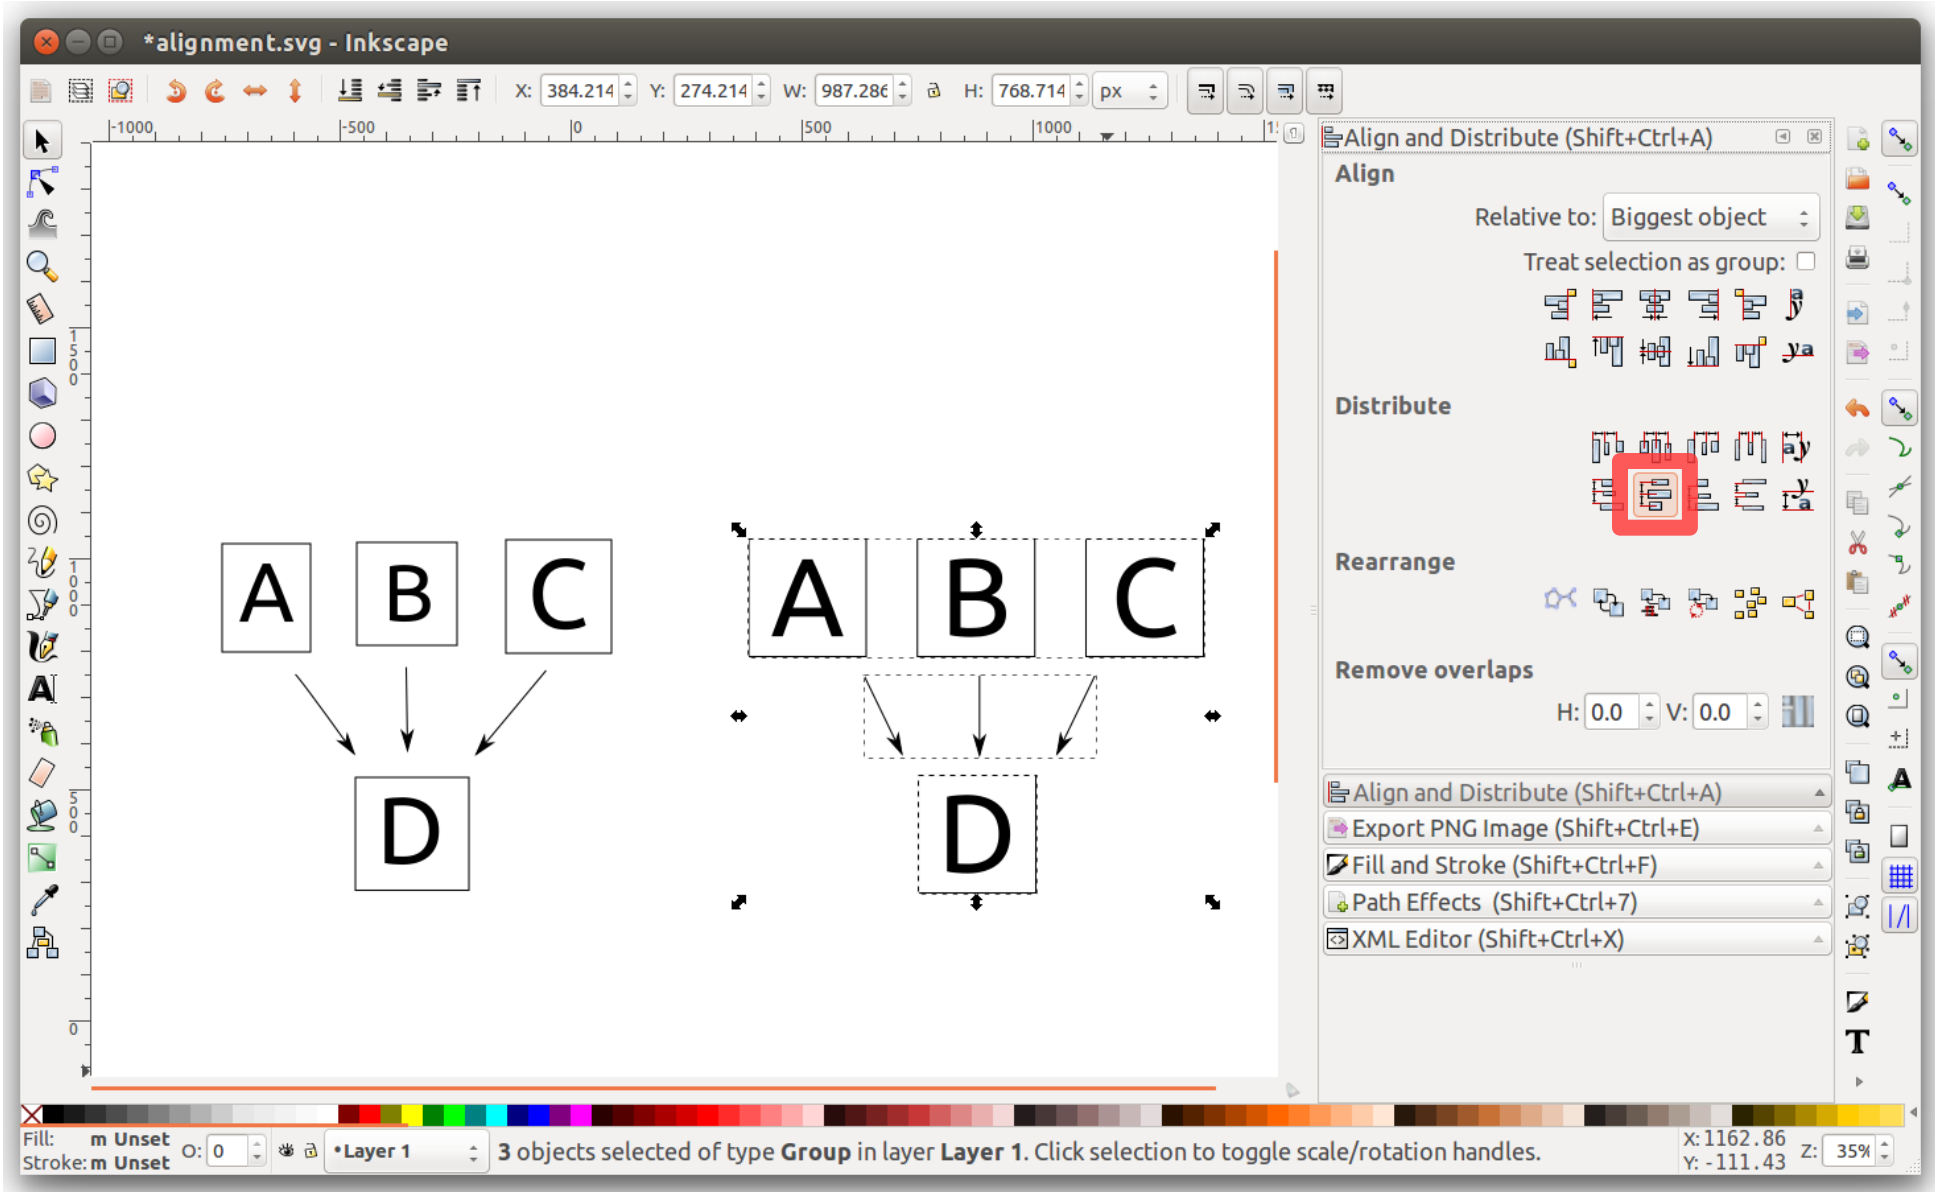 *alignment.svg - Inkscape
X: 384.214 Y: 274.214 W: 987.286 H: 768.714 px
-1000 -500 0 500 1000
Align and Distribute (Shift+Ctrl+A)
Align
Relative to: Biggest object
Treat selection as group:
Distribute
Rearrange
Remove overlaps
H: 0.0 V: 0.0
Align and Distribute (Shift+Ctrl+A)
Export PNG Image (Shift+Ctrl+E)
Fill and Stroke (Shift+Ctrl+F)
Path Effects (Shift+Ctrl+7)
XML Editor (Shift+Ctrl+X)
1500
1000
500
0
A B C
D
A B C
D
Fill: m Unset
Stroke: m Unset
O: 0
•Layer 1
3 objects selected of type Group in layer Layer 1. Click selection to toggle scale/rotation handles.
X: 1162.86
Y: -111.43
Z: 35%